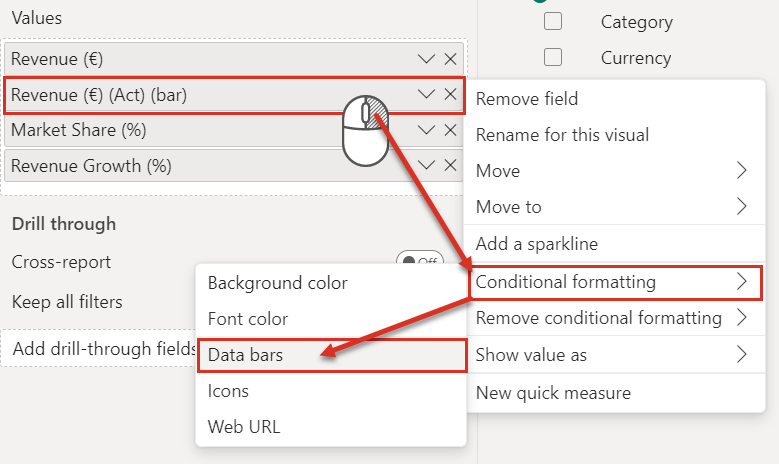 Values
Category
Currency
Revenue (€)
Revenue (€) (Act) (bar)
Market Share (%)
Revenue Growth (%)
Remove field
Rename for this visual
Move
Move to
Add a sparkline
Conditional formatting
Remove conditional formatting
Show value as
New quick measure
Drill through
Cross-report
Off
Keep all filters
Add drill-through fields
Background color
Font color
Data bars
Icons
Web URL